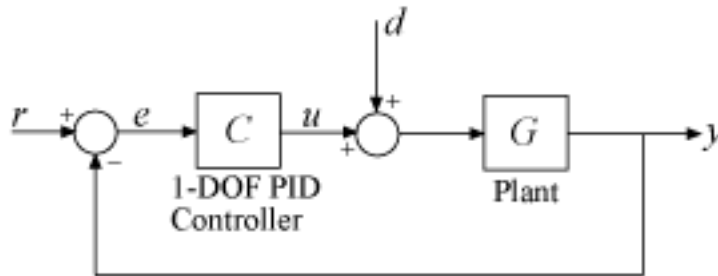 d
+
r
+
−
e
C
u
+
G
y
1-DOF PID
Controller
Plant